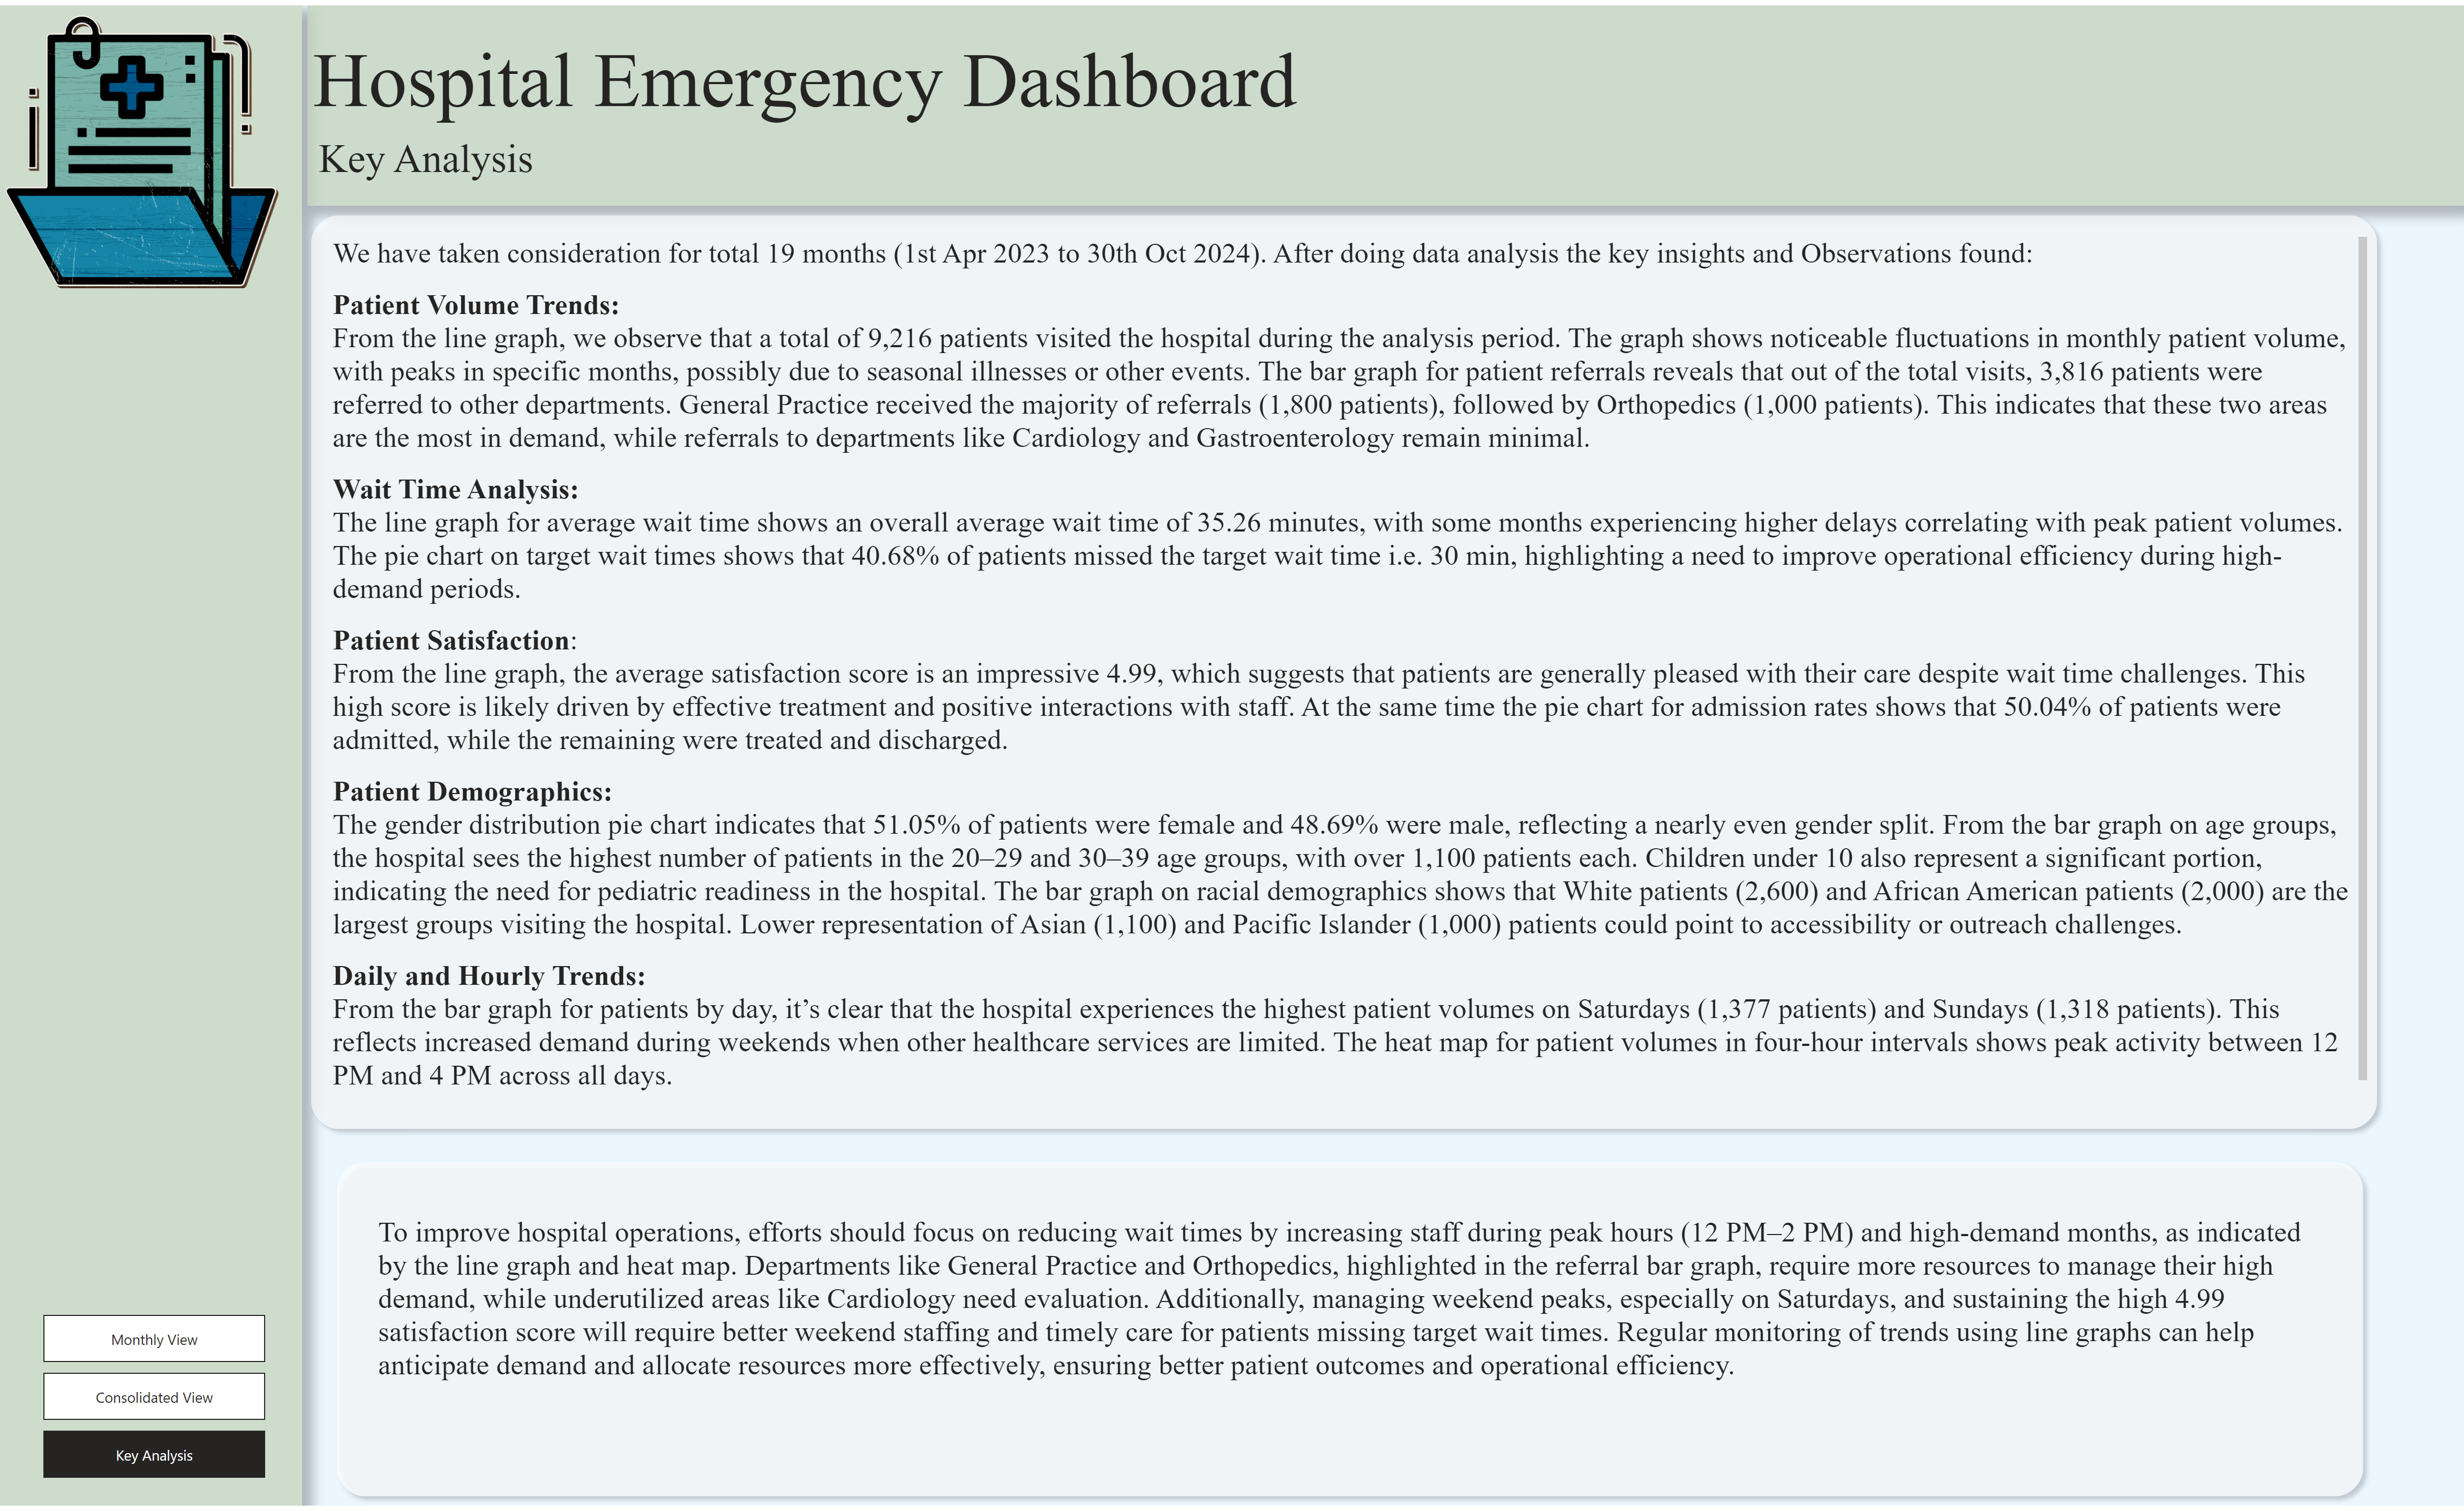 Hospital Emergency Dashboard
Key Analysis
We have taken consideration for total 19 months (1st Apr 2023 to 30th Oct 2024). After doing data analysis the key insights and Observations found:
Patient Volume Trends:
From the line graph, we observe that a total of 9,216 patients visited the hospital during the analysis period. The graph shows noticeable fluctuations in monthly patient volume,
with peaks in specific months, possibly due to seasonal illnesses or other events. The bar graph for patient referrals reveals that out of the total visits, 3,816 patients were
referred to other departments. General Practice received the majority of referrals (1,800 patients), followed by Orthopedics (1,000 patients). This indicates that these two areas
are the most in demand, while referrals to departments like Cardiology and Gastroenterology remain minimal.
Wait Time Analysis:
The line graph for average wait time shows an overall average wait time of 35.26 minutes, with some months experiencing higher delays correlating with peak patient volumes.
The pie chart on target wait times shows that 40.68% of patients missed the target wait time i.e. 30 min, highlighting a need to improve operational efficiency during high-
demand periods.
Patient Satisfaction:
From the line graph, the average satisfaction score is an impressive 4.99, which suggests that patients are generally pleased with their care despite wait time challenges. This
high score is likely driven by effective treatment and positive interactions with staff. At the same time the pie chart for admission rates shows that 50.04% of patients were
admitted, while the remaining were treated and discharged.
Patient Demographics:
The gender distribution pie chart indicates that 51.05% of patients were female and 48.69% were male, reflecting a nearly even gender split. From the bar graph on age groups,
the hospital sees the highest number of patients in the 20–29 and 30–39 age groups, with over 1,100 patients each. Children under 10 also represent a significant portion,
indicating the need for pediatric readiness in the hospital. The bar graph on racial demographics shows that White patients (2,600) and African American patients (2,000) are the
largest groups visiting the hospital. Lower representation of Asian (1,100) and Pacific Islander (1,000) patients could point to accessibility or outreach challenges.
Daily and Hourly Trends:
From the bar graph for patients by day, it’s clear that the hospital experiences the highest patient volumes on Saturdays (1,377 patients) and Sundays (1,318 patients). This
reflects increased demand during weekends when other healthcare services are limited. The heat map for patient volumes in four-hour intervals shows peak activity between 12
PM and 4 PM across all days.
To improve hospital operations, efforts should focus on reducing wait times by increasing staff during peak hours (12 PM–2 PM) and high-demand months, as indicated
by the line graph and heat map. Departments like General Practice and Orthopedics, highlighted in the referral bar graph, require more resources to manage their high
demand, while underutilized areas like Cardiology need evaluation. Additionally, managing weekend peaks, especially on Saturdays, and sustaining the high 4.99
satisfaction score will require better weekend staffing and timely care for patients missing target wait times. Regular monitoring of trends using line graphs can help
anticipate demand and allocate resources more effectively, ensuring better patient outcomes and operational efficiency.
Monthly View
Consolidated View
Key Analysis